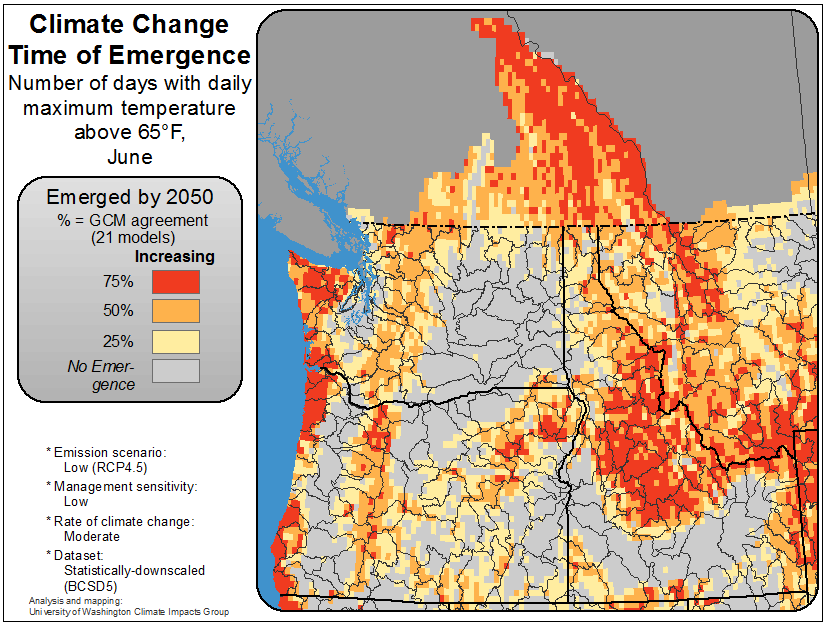 Climate Change
Time of Emergence
Number of days with daily
maximum temperature
above 65°F,
June
Emerged by 2050
% = GCM agreement
(21 models)
Increasing
75%
50%
25%
No Emer-
gence
* Emission scenario:
Low (RCP4.5)
* Management sensitivity:
Low
* Rate of climate change:
Moderate
* Dataset:
Statistically-downscaled
(BCSD5)
Analysis and mapping:
University of Washington Climate Impacts Group